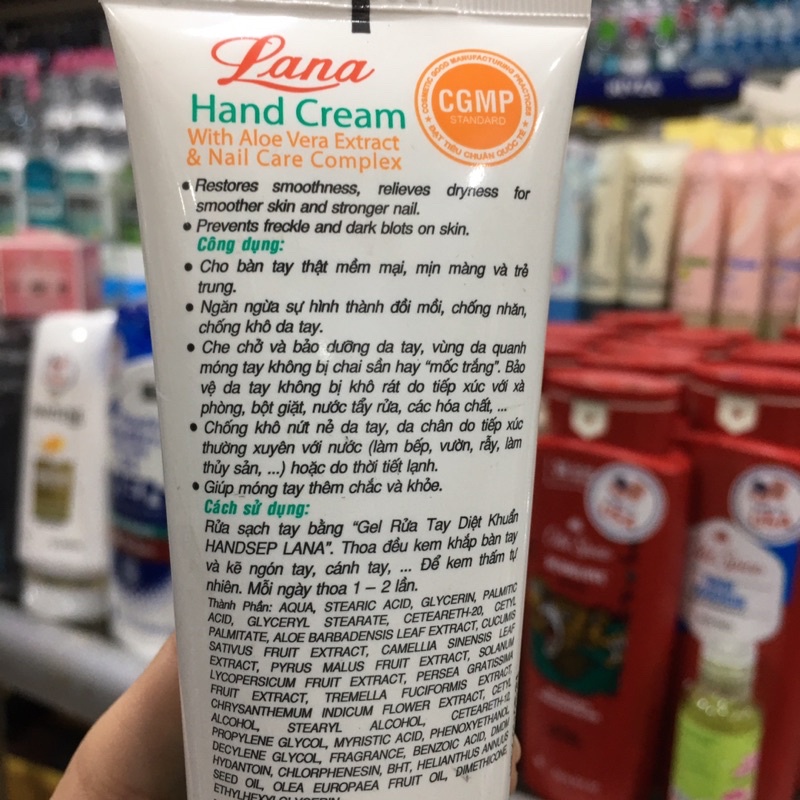 Lana
Hand Cream
With Aloe Vera Extract
& Nail Care Complex
COSMETIC GOOD MANUFACTURING PRACTICES
CGMP
STANDARD
ĐẠT TIÊU CHUẨN QUỐC TẾ
• Restores smoothness, relieves dryness for
smoother skin and stronger nail.
• Prevents freckle and dark blots on skin.
Công dụng:
• Cho bàn tay thật mềm mại, mịn màng và trẻ
trung.
• Ngăn ngừa sự hình thành đồi mồi, chống nhăn,
chống khô da tay.
• Che chở và bảo dưỡng da tay, vùng da quanh
móng tay không bị chai sần hay “mốc trắng”. Bảo
vệ da tay không bị khô rát do tiếp xúc với xà
phòng, bột giặt, nước tẩy rửa, các hóa chất, ...
• Chống khô nứt nẻ da tay, da chân do tiếp xúc
thường xuyên với nước (làm bếp, vườn, rẫy, làm
thủy sản, ...) hoặc do thời tiết lạnh.
• Giúp móng tay thêm chắc và khỏe.
Cách sử dụng:
Rửa sạch tay bằng “Gel Rửa Tay Diệt Khuẩn
HANDSEP LANA”. Thoa đều kem khắp bàn tay
và kẽ ngón tay, cánh tay, ... Để kem thấm tự
nhiên. Mỗi ngày thoa 1 – 2 lần.
Thành Phần: AQUA, STEARIC ACID, GLYCERIN, PALMITIC
ACID, GLYCERYL STEARATE, CETEARETH-20, CETYL
PALMITATE, ALOE BARBADENSIS LEAF EXTRACT, CUCUMIS
SATIVUS FRUIT EXTRACT, CAMELLIA SINENSIS LEAF
EXTRACT, PYRUS MALUS FRUIT EXTRACT, SOLANUM
LYCOPERSICUM FRUIT EXTRACT, PERSEA GRATISSIMA
FRUIT EXTRACT, TREMELLA FUCIFORMIS EXTRACT,
CHRYSANTHEMUM INDICUM FLOWER EXTRACT, CETYL
ALCOHOL, STEARYL ALCOHOL, CETEARETH-12,
PROPYLENE GLYCOL, MYRISTIC ACID, PHENOXYETHANOL,
DECYLENE GLYCOL, FRAGRANCE, BENZOIC ACID, DMDM
HYDANTOIN, CHLORPHENESIN, BHT, HELIANTHUS ANNUUS
SEED OIL, OLEA EUROPAEA FRUIT OIL, DIMETHICONE,
ETHYLHEXYLGLYCERIN